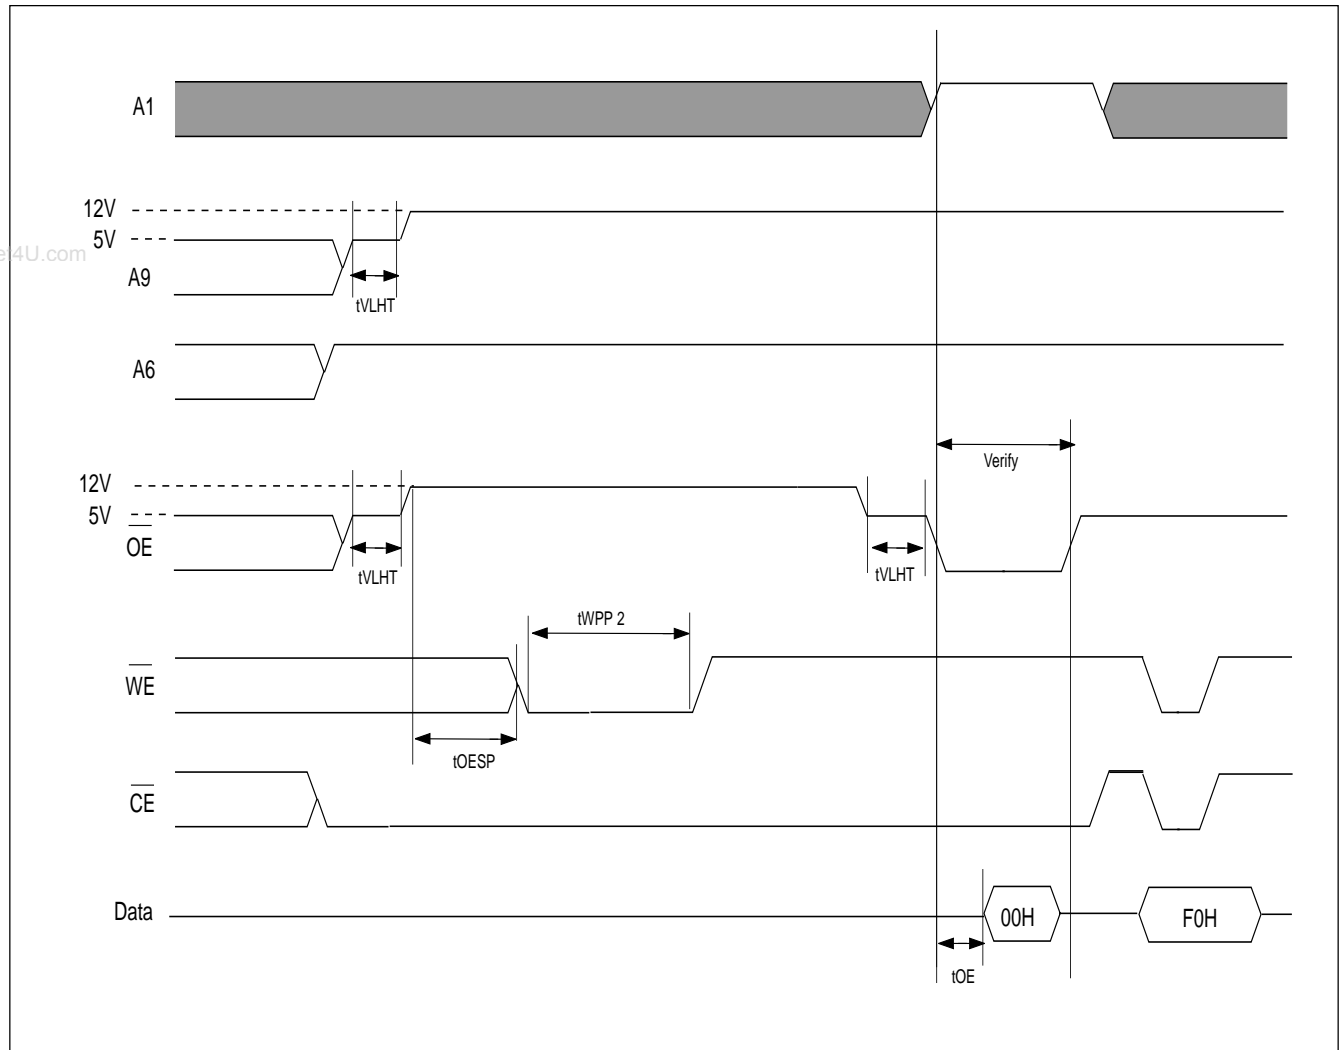 A1
12V
5V
et4U.com
A9
tVLHT
A6
Verify
12V
5V
OE
tVLHT
tVLHT
tWPP 2
WE
tOESP
CE
Data
00H
F0H
tOE